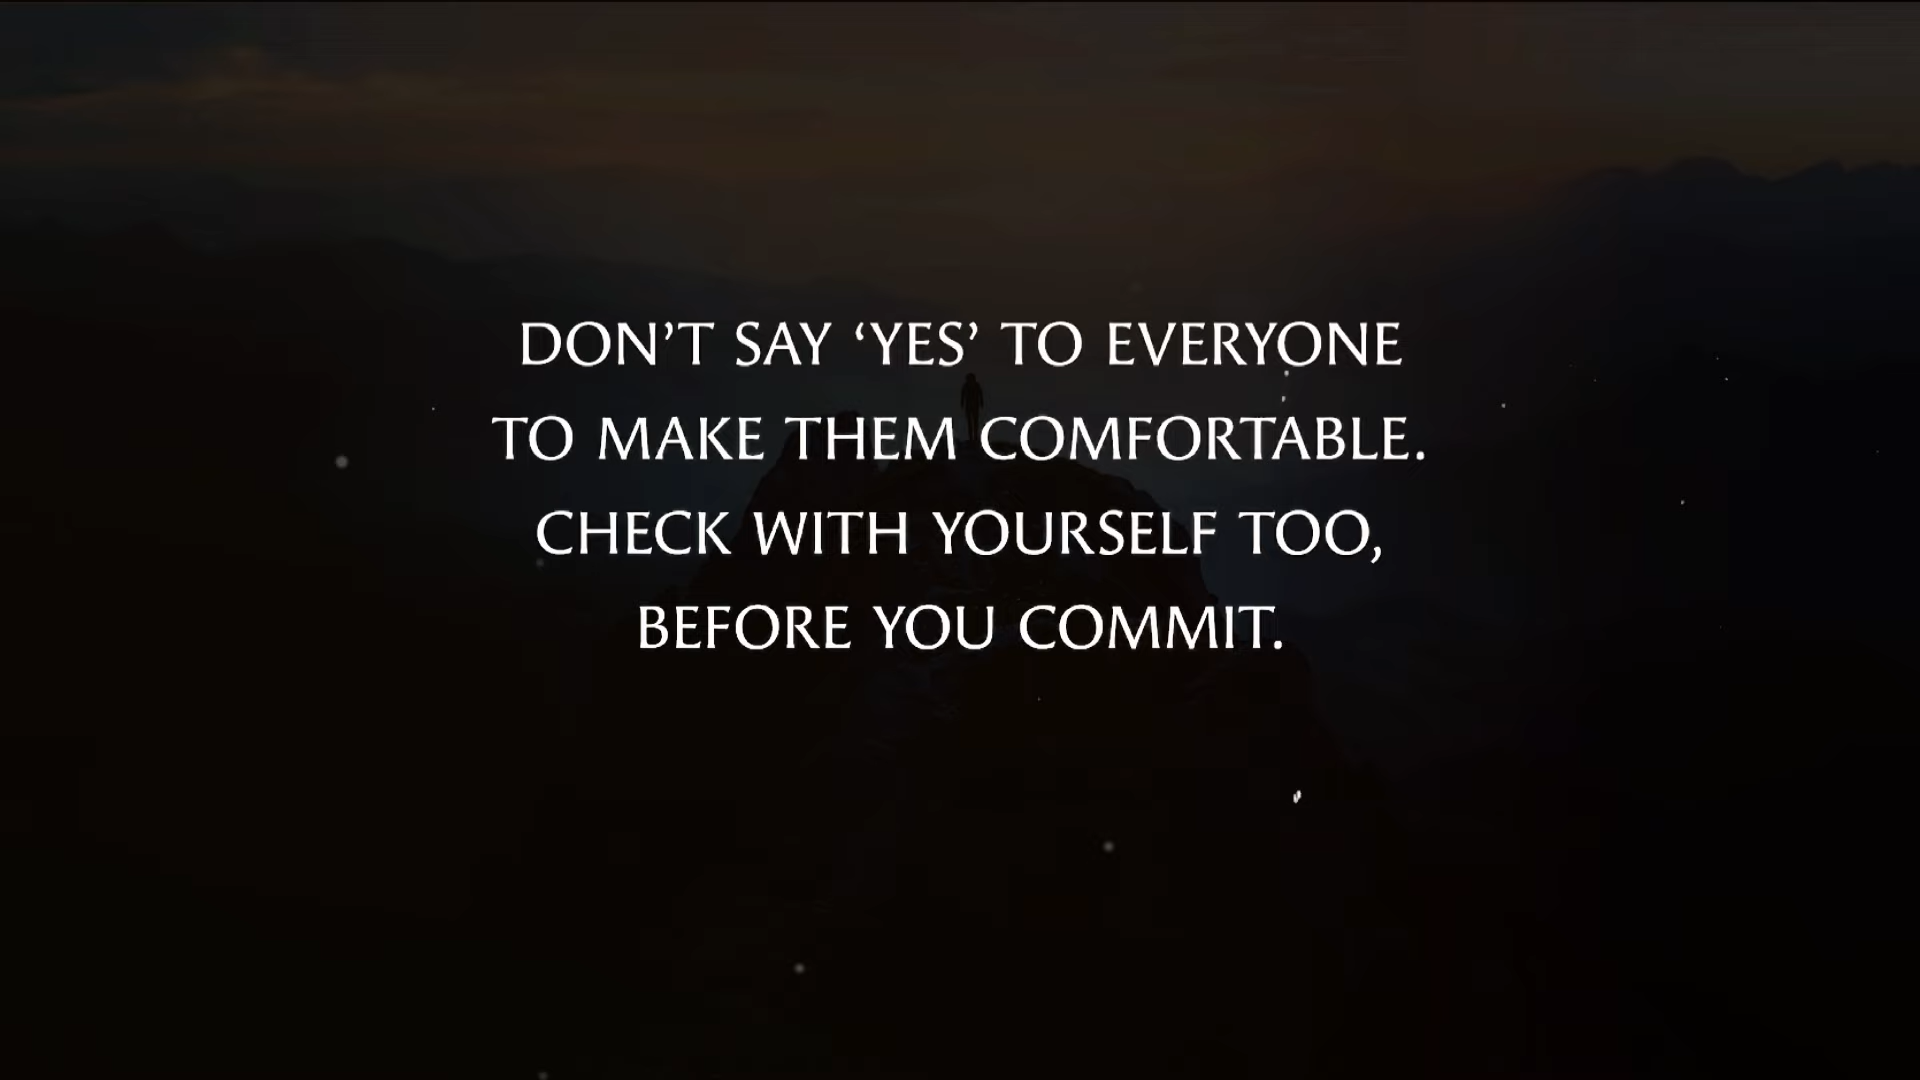 DON’T SAY ‘YES’ TO EVERYONE
TO MAKE THEM COMFORTABLE.
CHECK WITH YOURSELF TOO,
BEFORE YOU COMMIT.